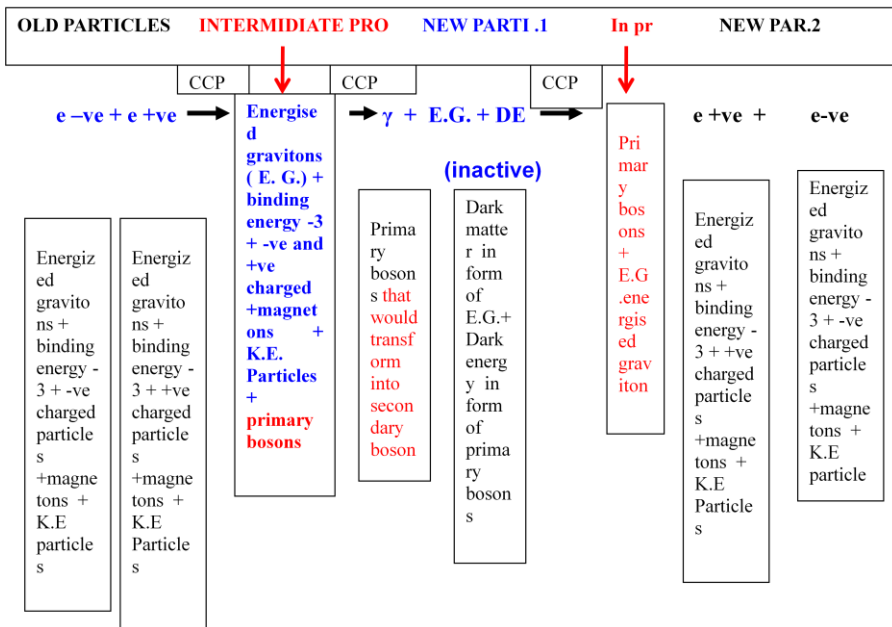 OLD PARTICLES INTERMIDIATE PRO NEW PARTI .1 In pr NEW PAR.2
CCP CCP CCP
e –ve + e +ve γ + E.G. + DE e +ve + e-ve
(inactive)
Energiz
ed
gravito
ns +
binding
energy -
3 + -ve
charged
particle
s
+magne
tons +
K.E
particle
s
Energiz
ed
gravito
ns +
binding
energy -
3 + +ve
charged
particle
s
+magne
tons +
K.E
Particle
s
Energise
d
gravitons
( E. G.) +
binding
energy -3
+ -ve and
+ve
charged
+magnet
ons +
K.E.
Particles
+
primary
bosons
Prima
ry
boson
s that
would
transf
orm
into
secon
dary
boson
Dark
matte
r in
form
of
E.G.+
Dark
energ
y in
form
of
prima
ry
boson
s
Pri
mar
y
bos
ons
+
E.G
.ene
rgis
ed
grav
iton
Energiz
ed
gravito
ns +
binding
energy -
3 + +ve
charged
particle
s
+magne
tons +
K.E
Particle
s
Energiz
ed
gravito
ns +
binding
energy -
3 + -ve
charged
particle
s
+magne
tons +
K.E
particle